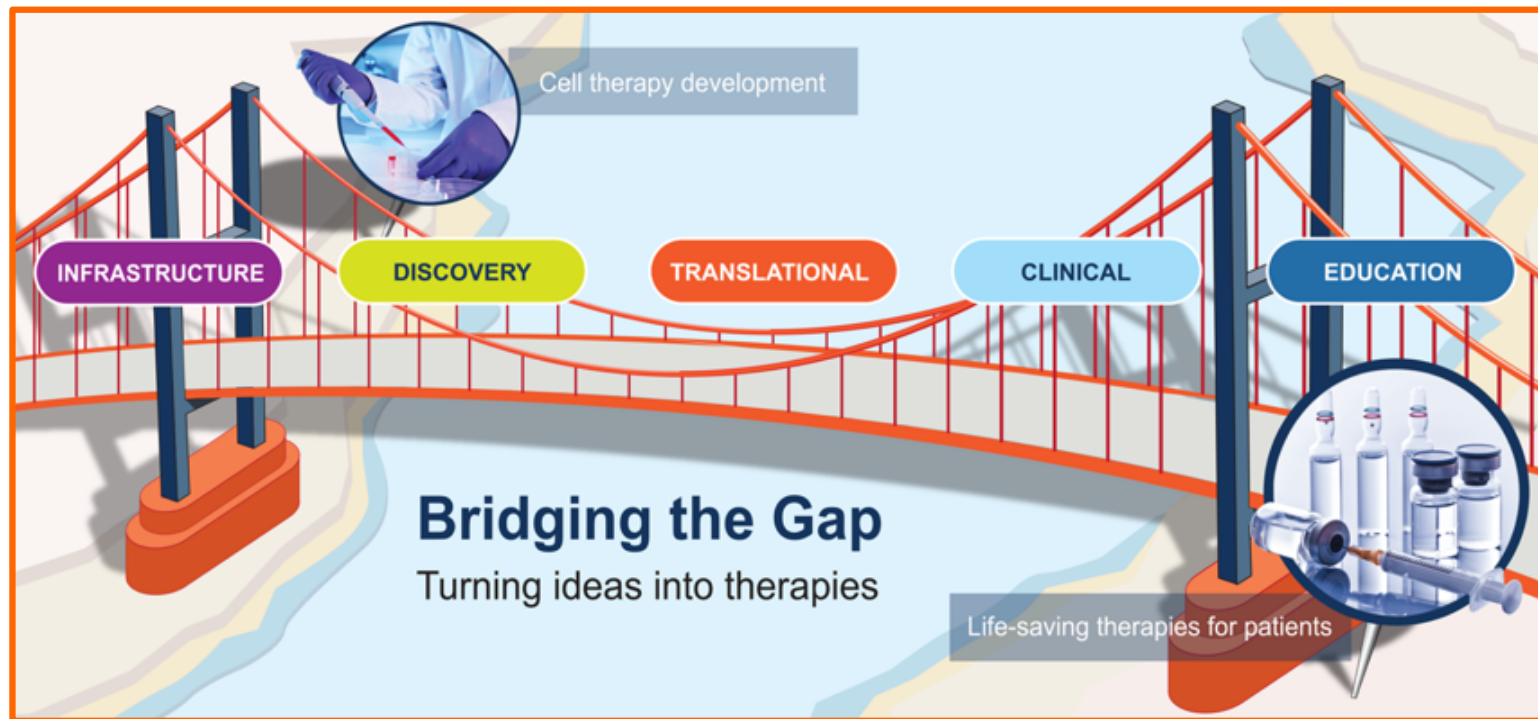 Cell therapy development
INFRASTRUCTURE
DISCOVERY
TRANSLATIONAL
CLINICAL
EDUCATION
Bridging the Gap
Turning ideas into therapies
Life-saving therapies for patients